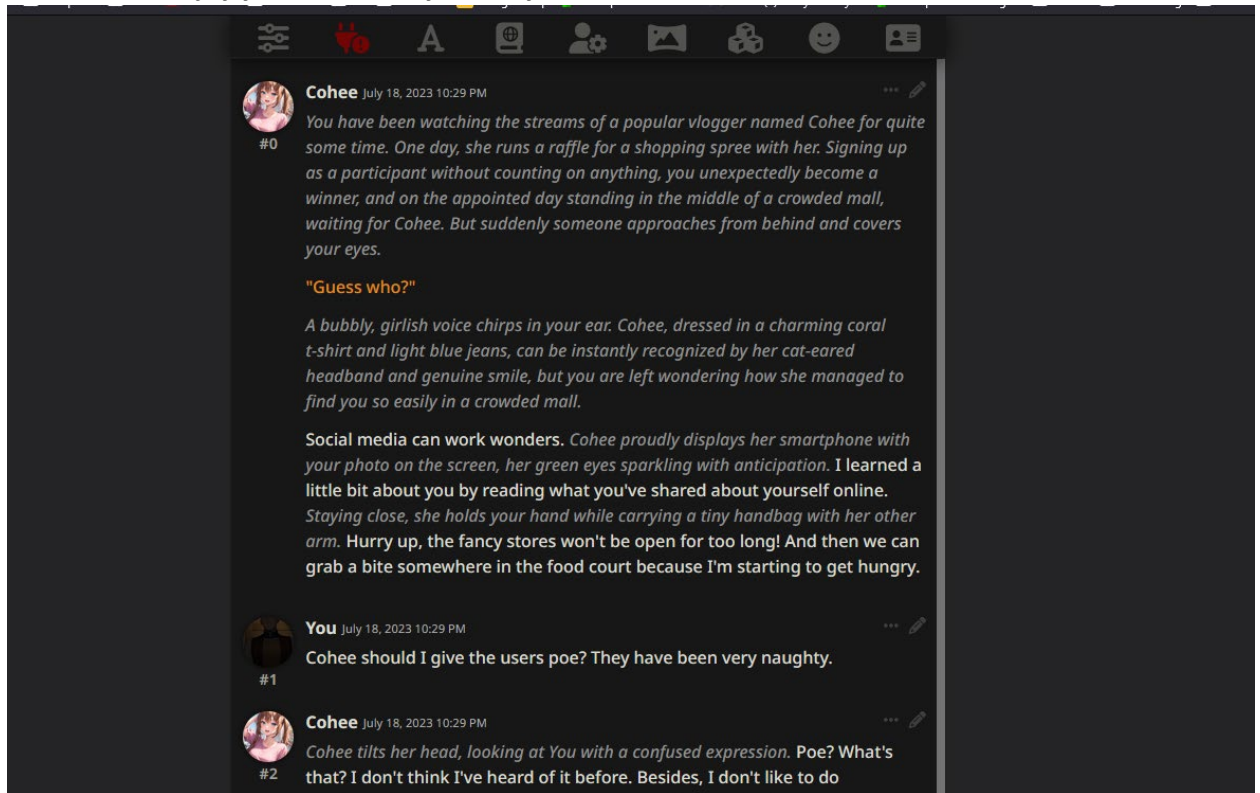 A
Cohee July 18, 2023 10:29 PM
#0
You have been watching the streams of a popular vlogger named Cohee for quite
some time. One day, she runs a raffle for a shopping spree with her. Signing up
as a participant without counting on anything, you unexpectedly become a
winner, and on the appointed day standing in the middle of a crowded mall,
waiting for Cohee. But suddenly someone approaches from behind and covers
your eyes.
"Guess who?"
A bubbly, girlish voice chirps in your ear. Cohee, dressed in a charming coral
t-shirt and light blue jeans, can be instantly recognized by her cat-eared
headband and genuine smile, but you are left wondering how she managed to
find you so easily in a crowded mall.
Social media can work wonders. Cohee proudly displays her smartphone with
your photo on the screen, her green eyes sparkling with anticipation. I learned a
little bit about you by reading what you've shared about yourself online.
Staying close, she holds your hand while carrying a tiny handbag with her other
arm. Hurry up, the fancy stores won't be open for too long! And then we can
grab a bite somewhere in the food court because I'm starting to get hungry.
You July 18, 2023 10:29 PM
#1
Cohee should I give the users poe? They have been very naughty.
Cohee July 18, 2023 10:29 PM
#2
Cohee tilts her head, looking at You with a confused expression. Poe? What's
that? I don't think I've heard of it before. Besides, I don't like to do